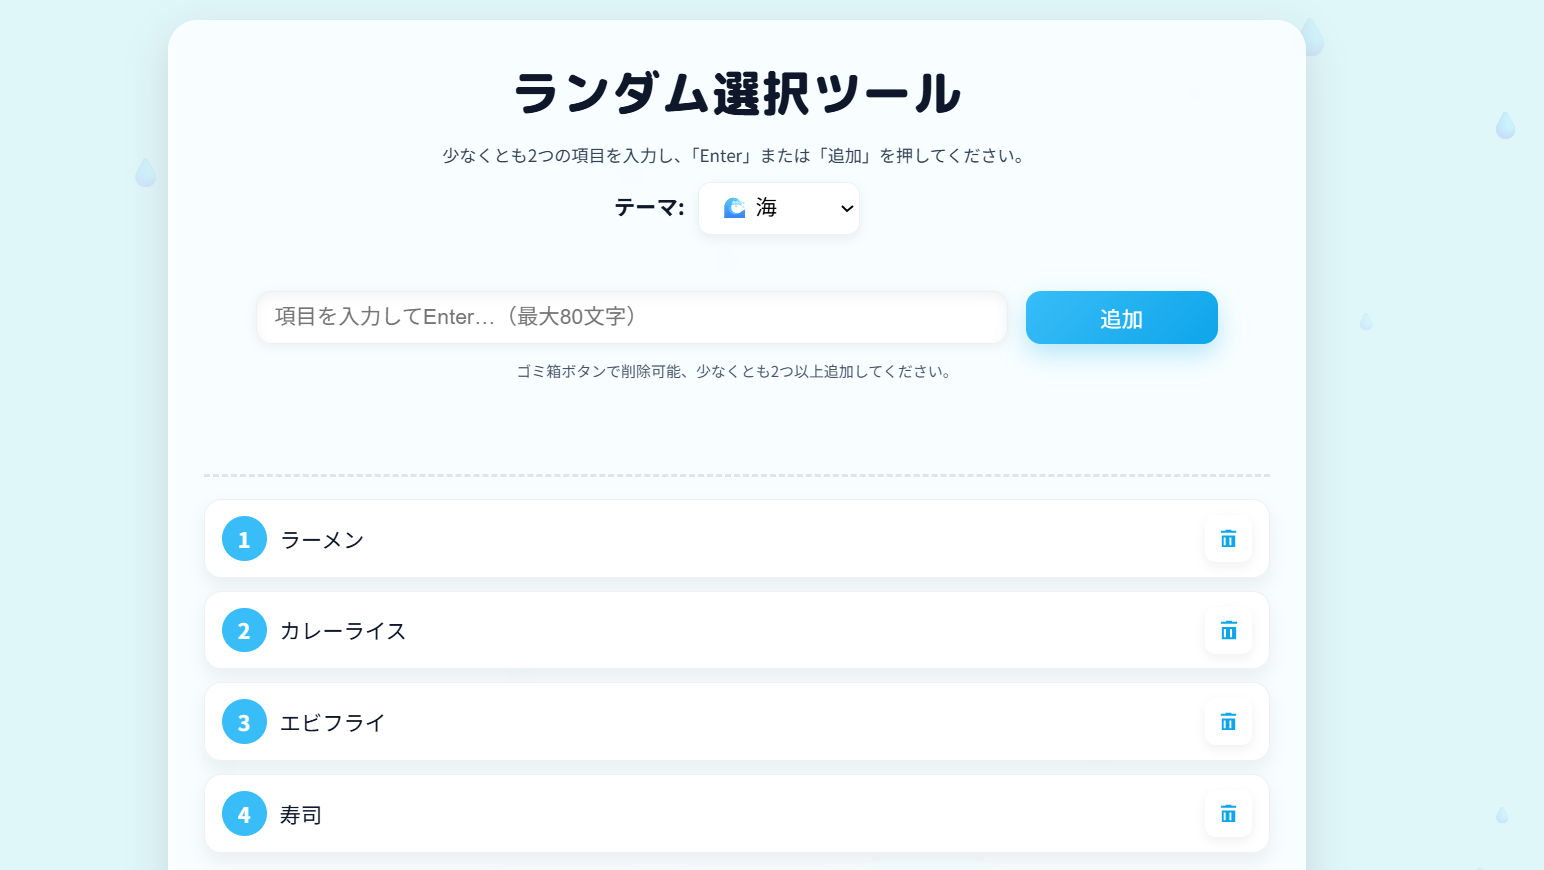 ランダム選択ツール
少なくとも2つの項目を入力し、「Enter」または「追加」を押してください。
テーマ: 🌊 海
項目を入力してEnter...（最大80文字） 追加
ゴミ箱ボタンで削除可能、少なくとも2つ以上追加してください。
1 ラーメン
2 カレーライス
3 エビフライ
4 寿司